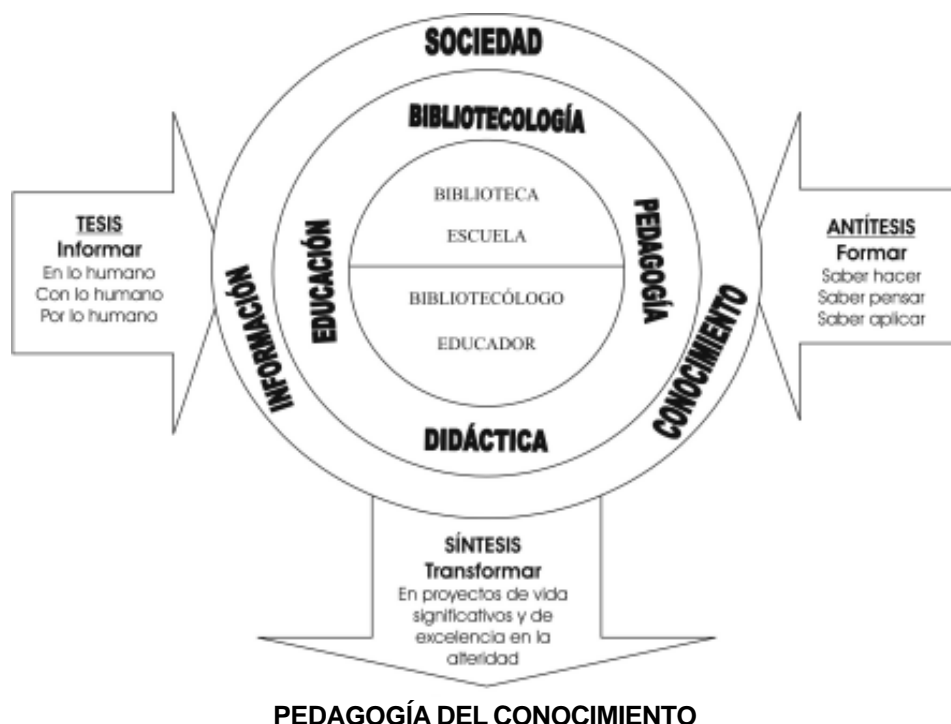 SOCIEDAD
BIBLIOTECOLOGÍA
BIBLIOTECA
ESCUELA
BIBLIOTECÓLOGO
EDUCADOR
EDUCACIÓN
PEDAGOGÍA
DIDÁCTICA
INFORMACIÓN
CONOCIMIENTO
TESIS
Informar
En lo humano
Con lo humano
Por lo humano
ANTÍTESIS
Formar
Saber hacer
Saber pensar
Saber aplicar
SÍNTESIS
Transformar
En proyectos de vida
significativos y de
excelencia en la
alteridad
PEDAGOGÍA DEL CONOCIMIENTO